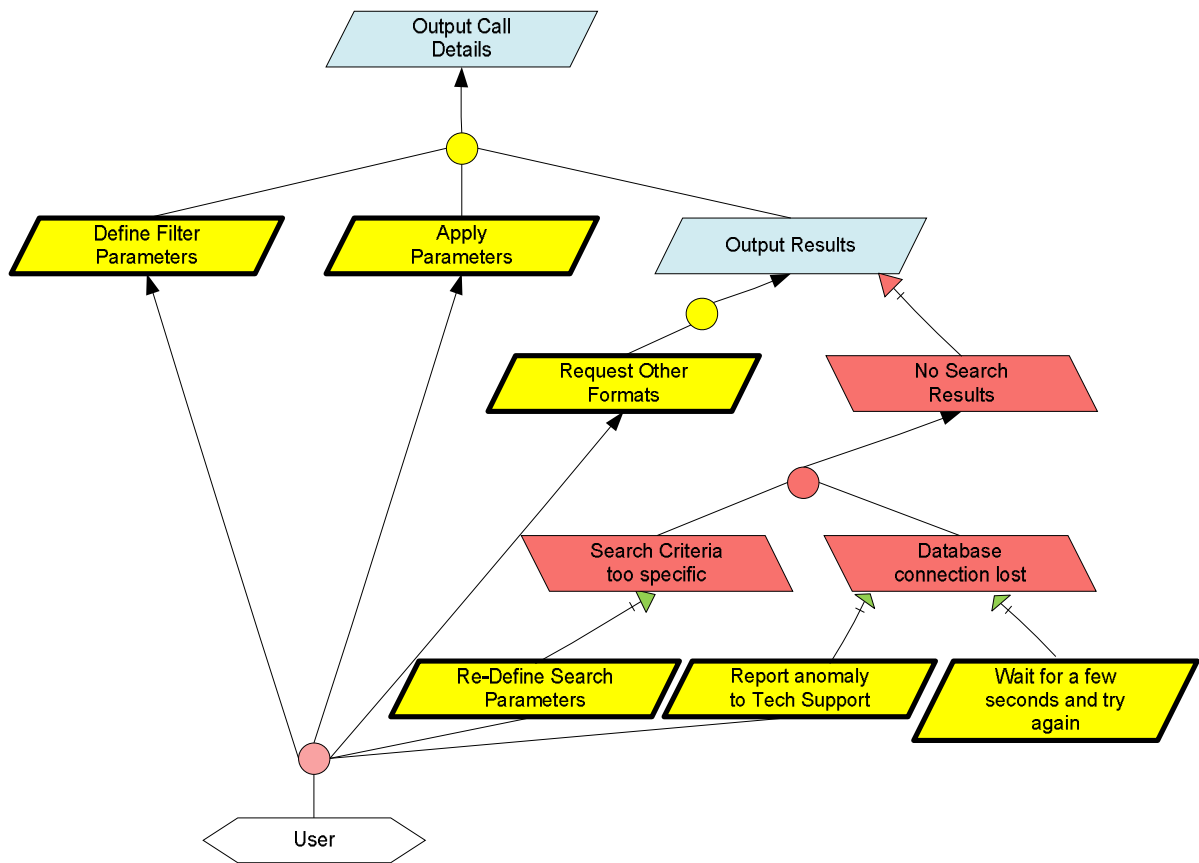 Output Call
Details
Define Filter
Parameters
Apply
Parameters
Output Results
Request Other
Formats
No Search
Results
Search Criteria
too specific
Database
connection lost
Re-Define Search
Parameters
Report anomaly
to Tech Support
Wait for a few
seconds and try
again
User